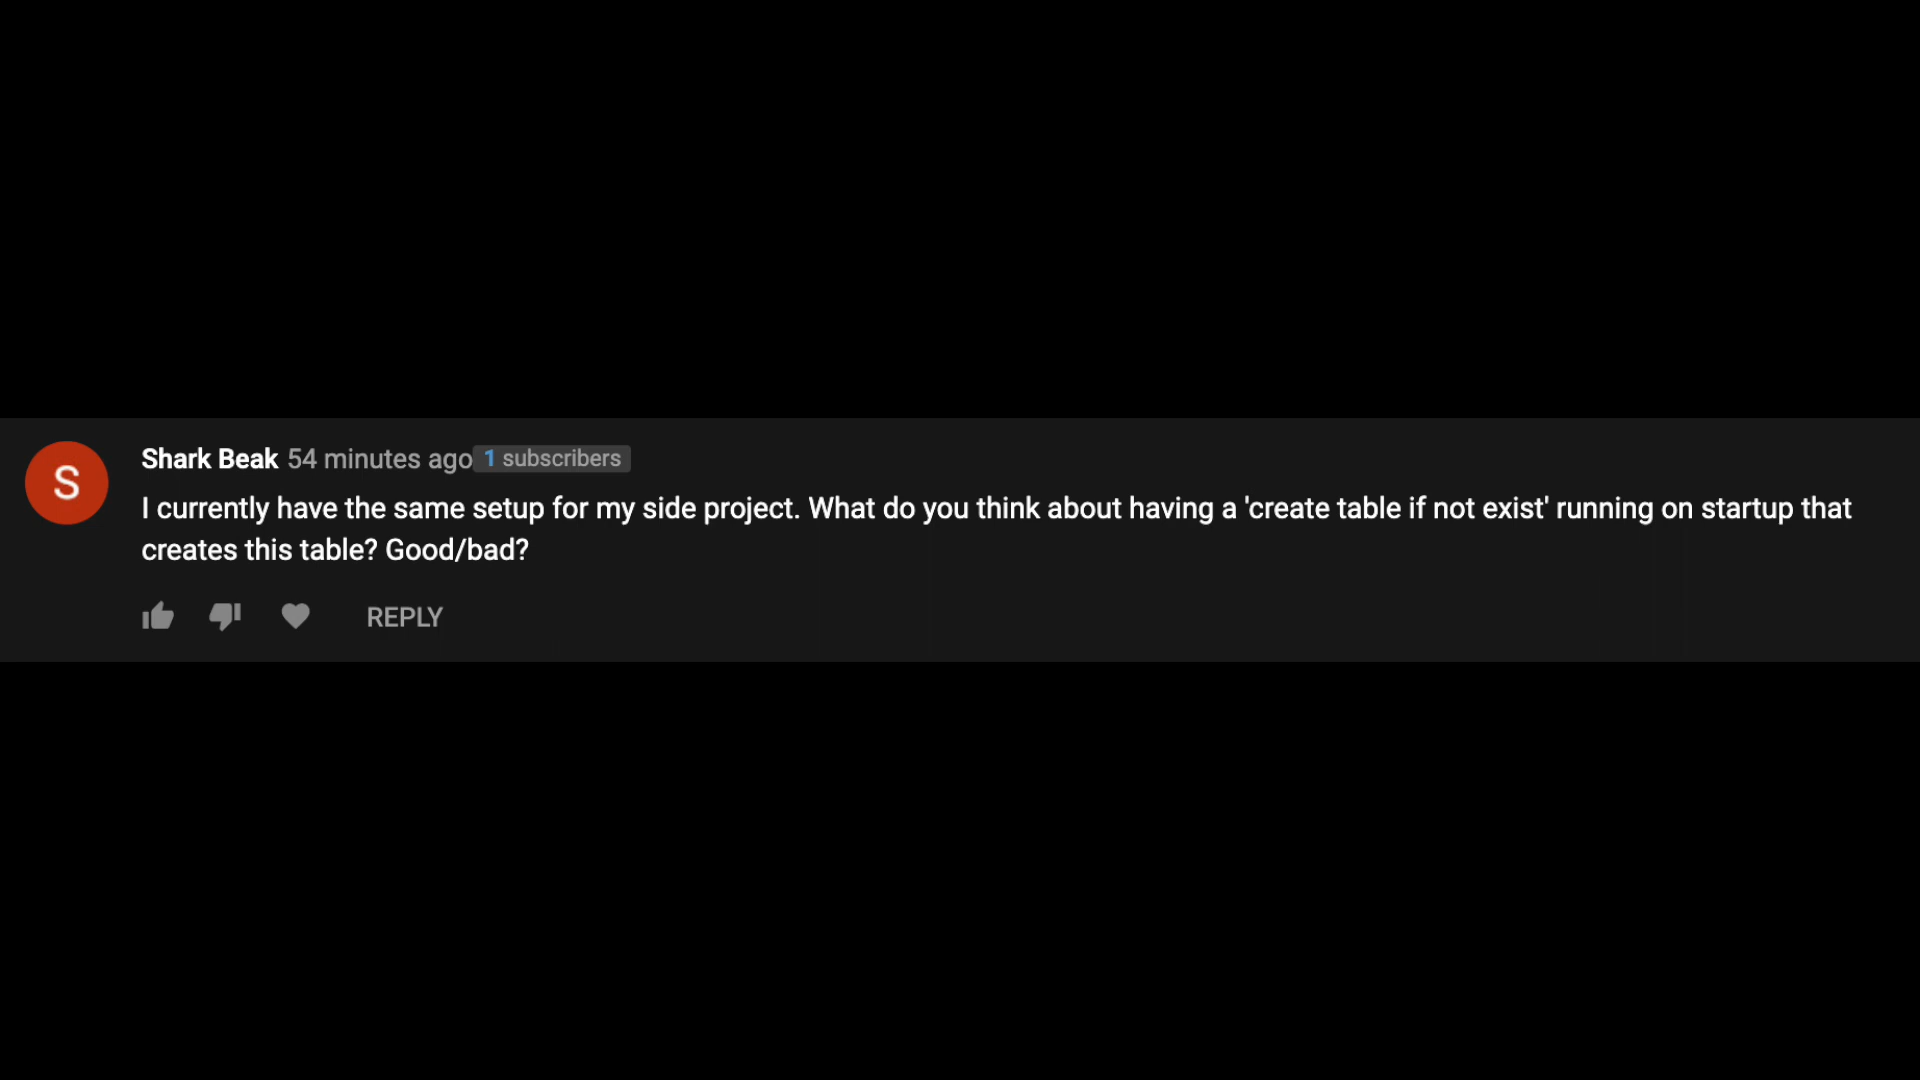 S
Shark Beak 54 minutes ago 1 subscribers
I currently have the same setup for my side project. What do you think about having a 'create table if not exist' running on startup that
creates this table? Good/bad?
REPLY